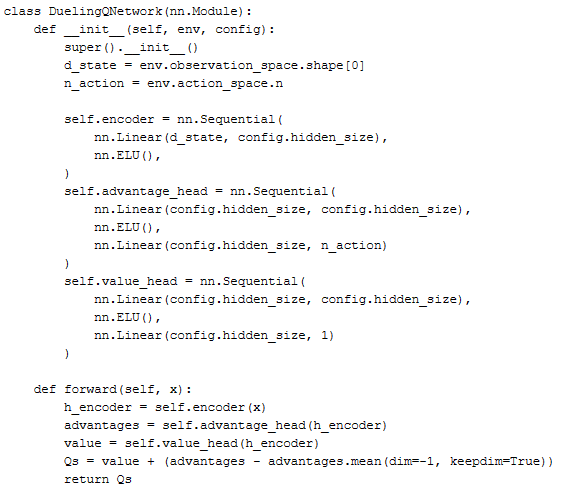 class DuelingQNetwork(nn.Module):
    def __init__(self, env, config):
        super().__init__()
        d_state = env.observation_space.shape[0]
        n_action = env.action_space.n

        self.encoder = nn.Sequential(
            nn.Linear(d_state, config.hidden_size),
            nn.ELU(),
        )
        self.advantage_head = nn.Sequential(
            nn.Linear(config.hidden_size, config.hidden_size),
            nn.ELU(),
            nn.Linear(config.hidden_size, n_action)
        )
        self.value_head = nn.Sequential(
            nn.Linear(config.hidden_size, config.hidden_size),
            nn.ELU(),
            nn.Linear(config.hidden_size, 1)
        )

    def forward(self, x):
        h_encoder = self.encoder(x)
        advantages = self.advantage_head(h_encoder)
        value = self.value_head(h_encoder)
        Qs = value + (advantages - advantages.mean(dim=-1, keepdim=True))
        return Qs